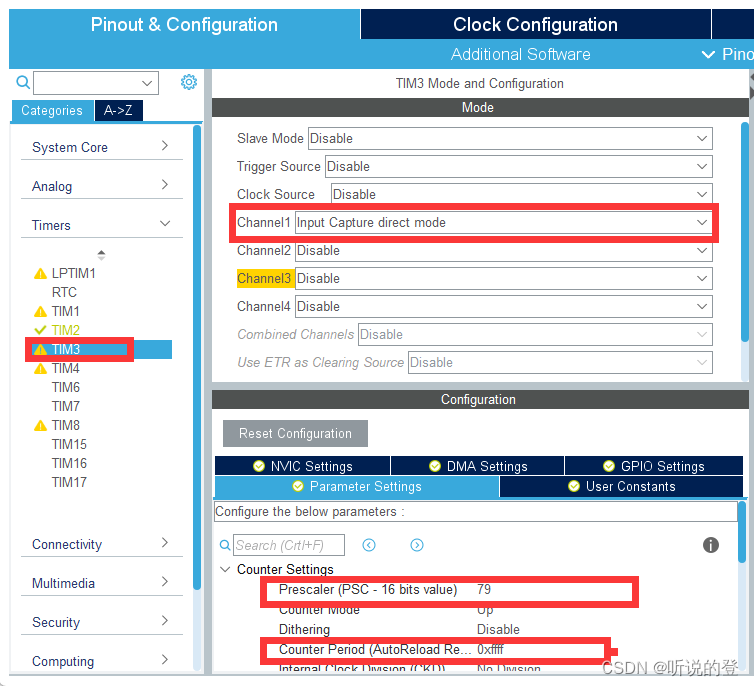 Pinout & Configuration
Clock Configuration
Additional Software
Pino
Categories
A->Z
System Core
Analog
Timers
LPTIM1
RTC
TIM1
TIM2
TIM3
TIM4
TIM6
TIM7
TIM8
TIM15
TIM16
TIM17
Connectivity
Multimedia
Security
Computing
TIM3 Mode and Configuration
Mode
Slave Mode Disable
Trigger Source Disable
Clock Source Disable
Channel1 Input Capture direct mode
Channel2 Disable
Channel3 Disable
Channel4 Disable
Combined Channels Disable
Use ETR as Clearing Source Disable
Configuration
Reset Configuration
NVIC Settings
DMA Settings
GPIO Settings
Parameter Settings
User Constants
Configure the below parameters :
Search (Crtl+F)
Counter Settings
Prescaler (PSC - 16 bits value) 79
Counter Mode Up
Dithering Disable
Counter Period (AutoReload Re... 0xffff
Internal Clock Division (CKD) No Division
CSDN @听说的登